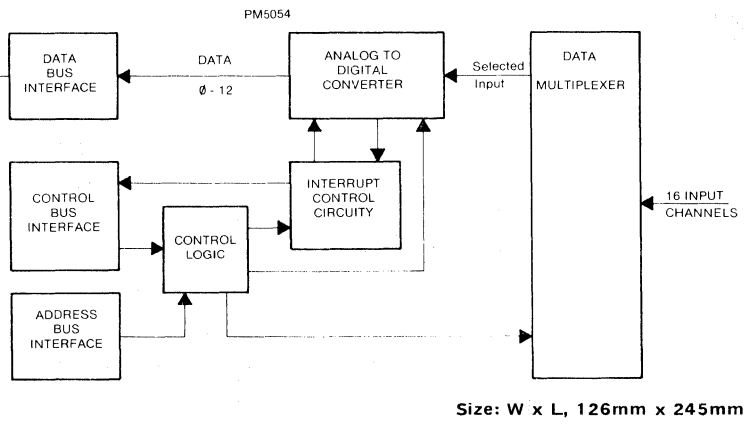 PM5054
DATA
BUS
INTERFACE
DATA
Ø - 12
ANALOG TO
DIGITAL
CONVERTER
Selected
Input
DATA
MULTIPLEXER
CONTROL
BUS
INTERFACE
INTERRUPT
CONTROL
CIRCUITY
16 INPUT
CHANNELS
CONTROL
LOGIC
ADDRESS
BUS
INTERFACE
Size: W x L, 126mm x 245mm